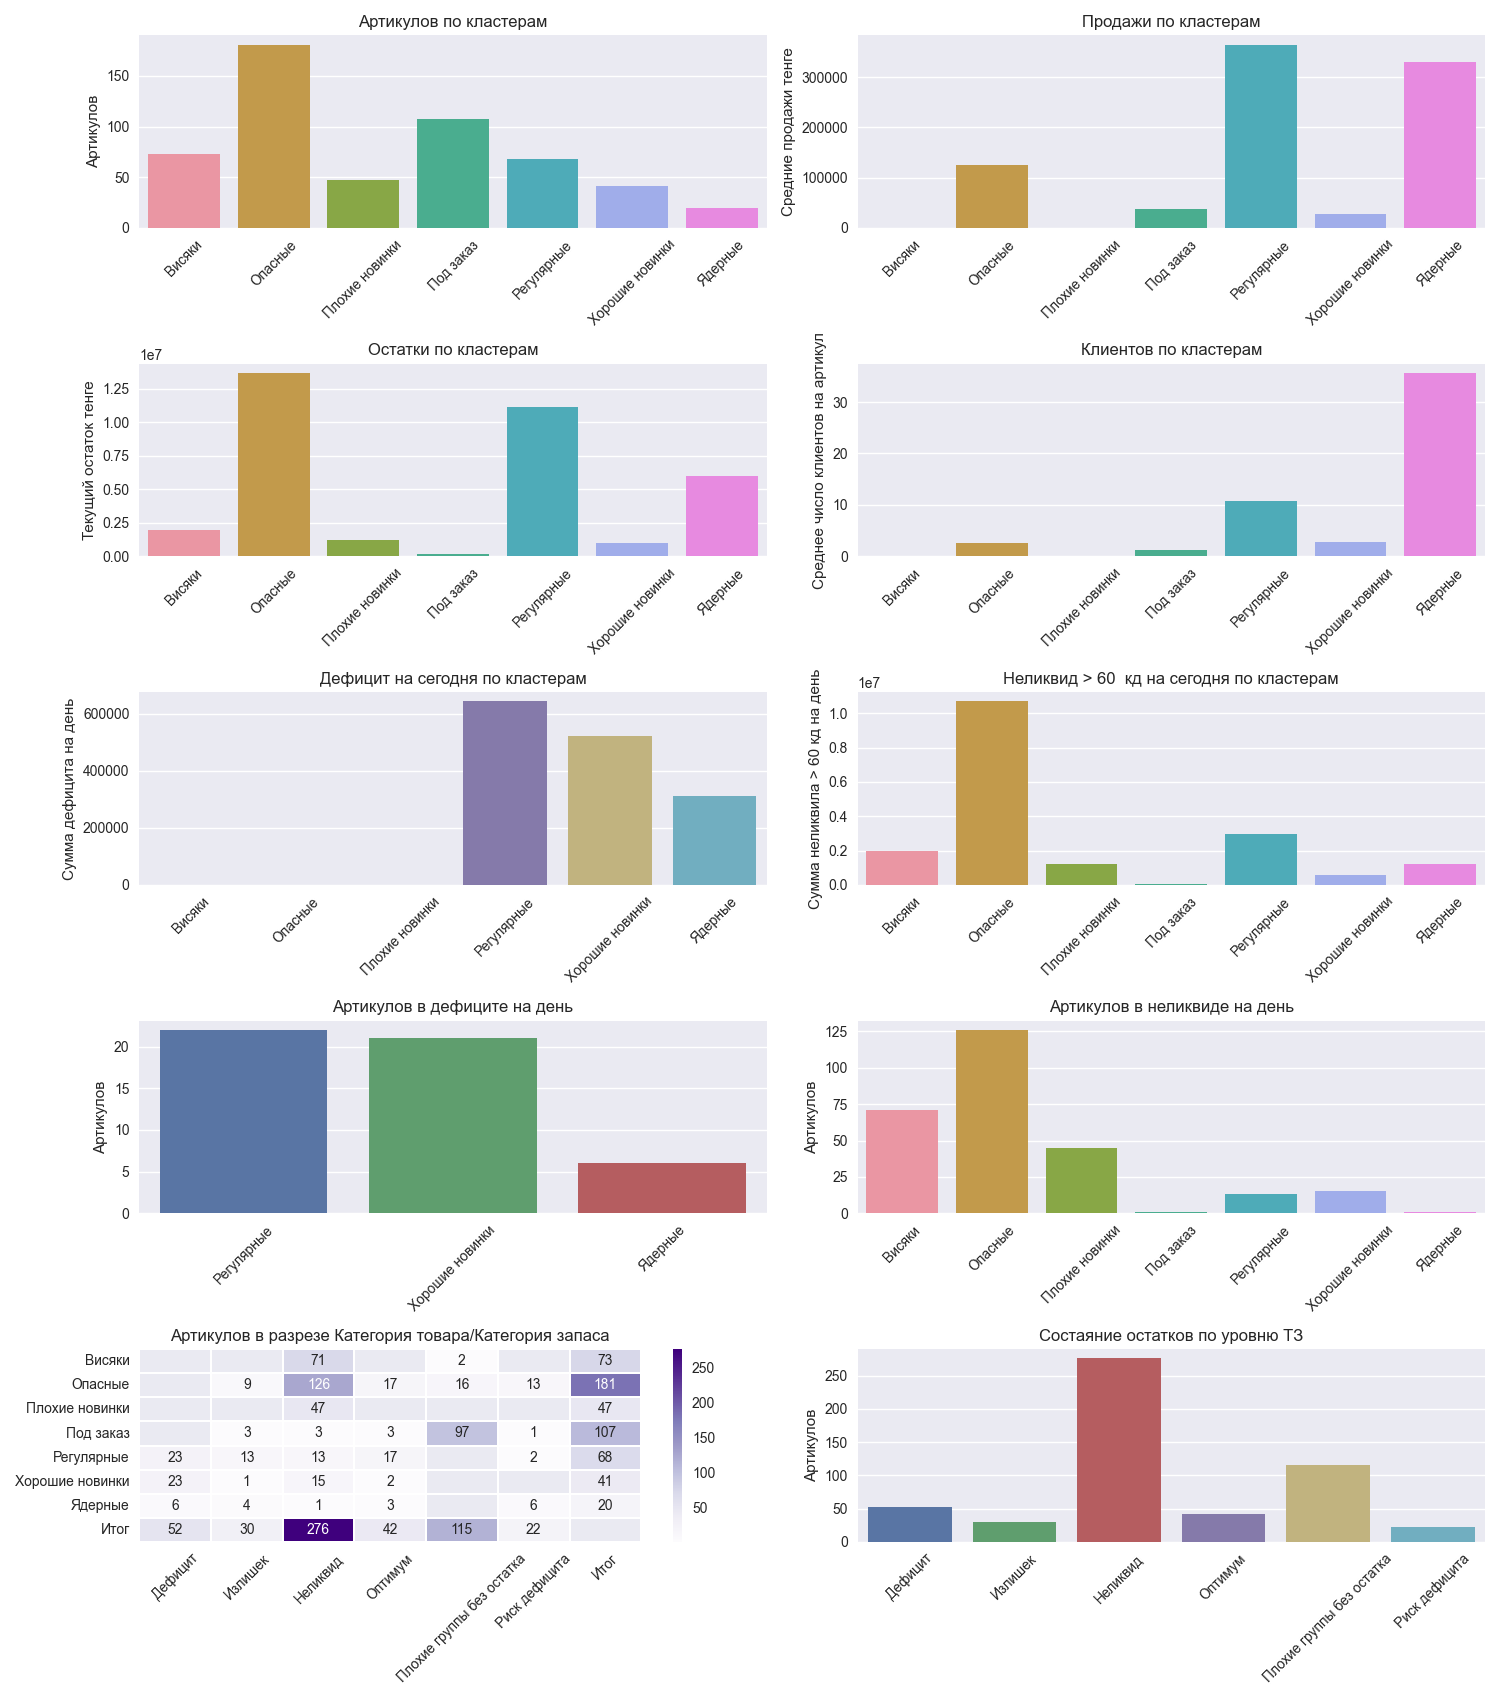 Артикулов по кластерам
Артикулов
150
100
50
0
Висяки
Опасные
Плохие новинки
Под заказ
Регулярные
Хорошие новинки
Ядерные
Продажи по кластерам
Средние продажи тенге
300000
200000
100000
0
Висяки
Опасные
Плохие новинки
Под заказ
Регулярные
Хорошие новинки
Ядерные
Остатки по кластерам
1e7
Текущий остаток тенге
1.25
1.00
0.75
0.50
0.25
0.00
Висяки
Опасные
Плохие новинки
Под заказ
Регулярные
Хорошие новинки
Ядерные
Клиентов по кластерам
Среднее число клиентов на артикул
30
20
10
0
Висяки
Опасные
Плохие новинки
Под заказ
Регулярные
Хорошие новинки
Ядерные
Дефицит на сегодня по кластерам
Сумма дефицита на день
600000
400000
200000
0
Висяки
Опасные
Плохие новинки
Регулярные
Хорошие новинки
Ядерные
Неликвид > 60 кд на сегодня по кластерам
1e7
Сумма неликвила > 60 кд на день
1.0
0.8
0.6
0.4
0.2
0.0
Висяки
Опасные
Плохие новинки
Под заказ
Регулярные
Хорошие новинки
Ядерные
Артикулов в дефиците на день
Артикулов
20
15
10
5
0
Регулярные
Хорошие новинки
Ядерные
Артикулов в неликвиде на день
Артикулов
125
100
75
50
25
0
Висяки
Опасные
Плохие новинки
Под заказ
Регулярные
Хорошие новинки
Ядерные
Артикулов в разрезе Категория товара/Категория запаса
Висяки 71 2 73
Опасные 9 126 17 16 13 181
Плохие новинки 47 47
Под заказ 3 3 3 97 1 107
Регулярные 23 13 13 17 2 68
Хорошие новинки 23 1 15 2 41
Ядерные 6 4 1 3 6 20
Итог 52 30 276 42 115 22
Дефицит
Излишек
Неликвид
Оптимум
Плохие группы без остатка
Риск дефицита
Итог
250
200
150
100
50
Состаяние остатков по уровню ТЗ
Артикулов
250
200
150
100
50
0
Дефицит
Излишек
Неликвид
Оптимум
Плохие группы без остатка
Риск дефицита